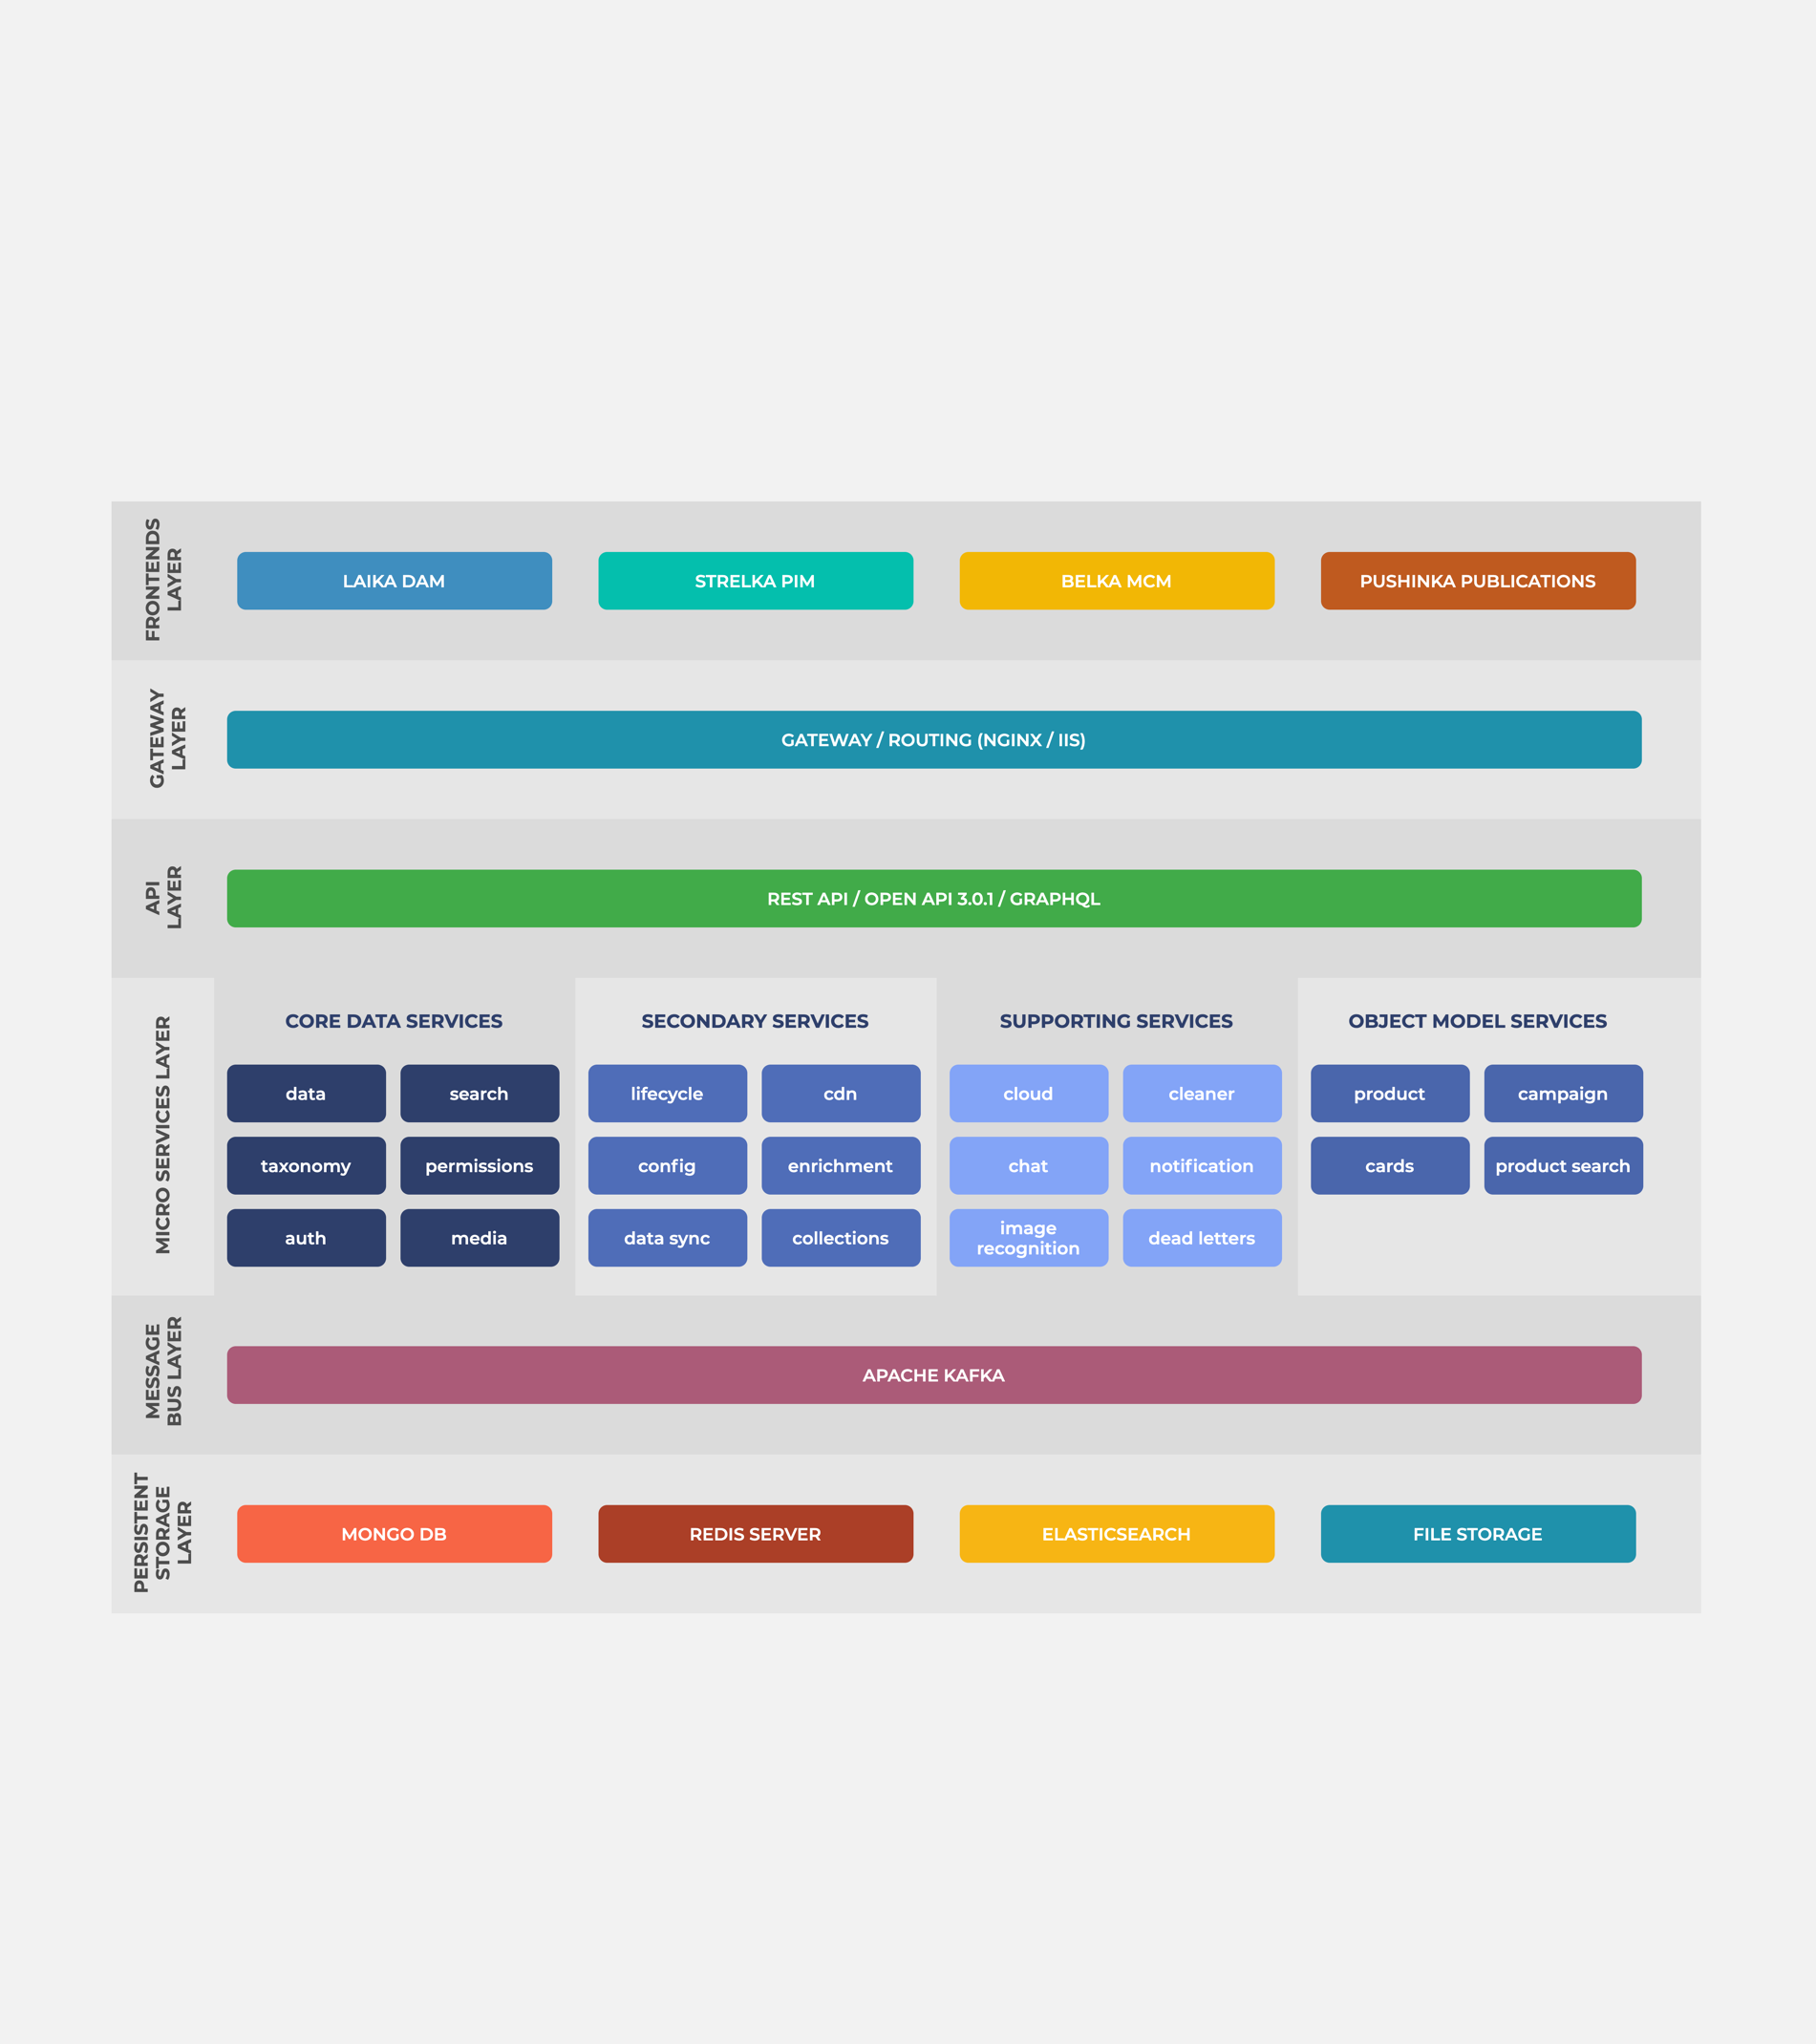 FRONTENDS
LAYER
LAIKA DAM
STRELKA PIM
BELKA MCM
PUSHINKA PUBLICATIONS
GATEWAY
LAYER
GATEWAY / ROUTING (NGINX / IIS)
API
LAYER
REST API / OPEN API 3.0.1 / GRAPHQL
MICRO SERVICES LAYER
CORE DATA SERVICES
data
search
taxonomy
permissions
auth
media
SECONDARY SERVICES
lifecycle
cdn
config
enrichment
data sync
collections
SUPPORTING SERVICES
cloud
cleaner
chat
notification
image
recognition
dead letters
OBJECT MODEL SERVICES
product
campaign
cards
product search
MESSAGE
BUS LAYER
APACHE KAFKA
PERSISTENT
STORAGE
LAYER
MONGO DB
REDIS SERVER
ELASTICSEARCH
FILE STORAGE